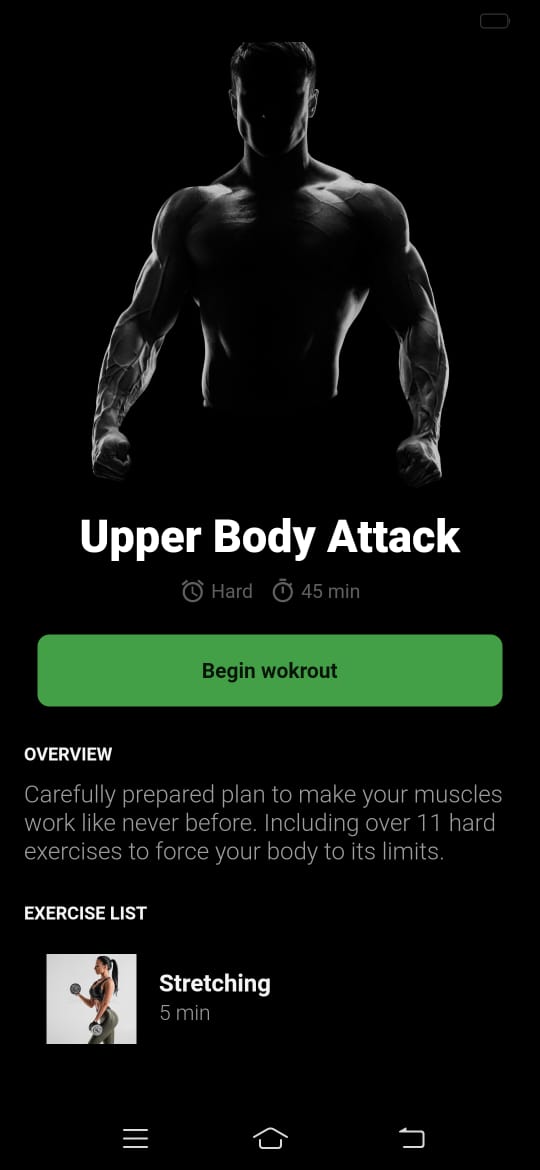 Upper Body Attack
Hard 45 min
Begin wokrout
OVERVIEW
Carefully prepared plan to make your muscles
work like never before. Including over 11 hard
exercises to force your body to its limits.
EXERCISE LIST
Stretching
5 min